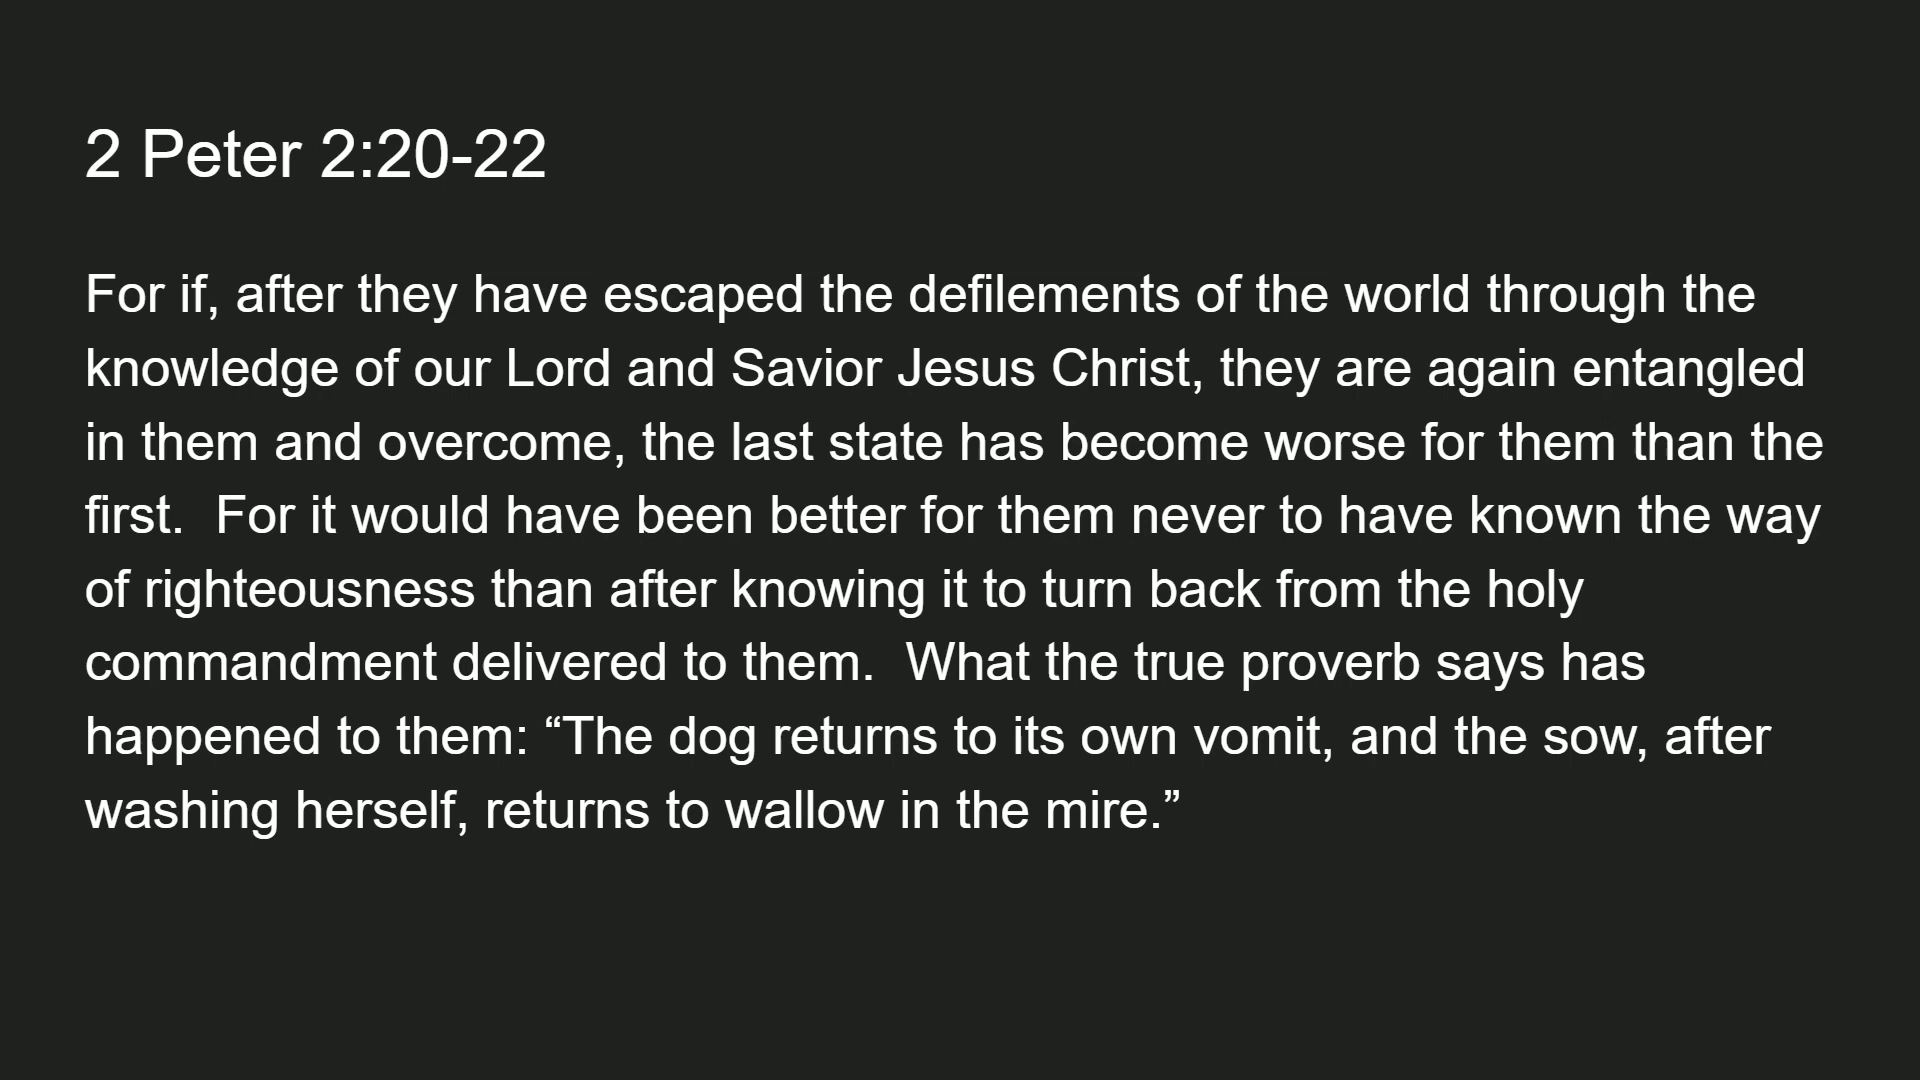 2 Peter 2:20-22
For if, after they have escaped the defilements of the world through the
knowledge of our Lord and Savior Jesus Christ, they are again entangled
in them and overcome, the last state has become worse for them than the
first.  For it would have been better for them never to have known the way
of righteousness than after knowing it to turn back from the holy
commandment delivered to them.  What the true proverb says has
happened to them: “The dog returns to its own vomit, and the sow, after
washing herself, returns to wallow in the mire.”